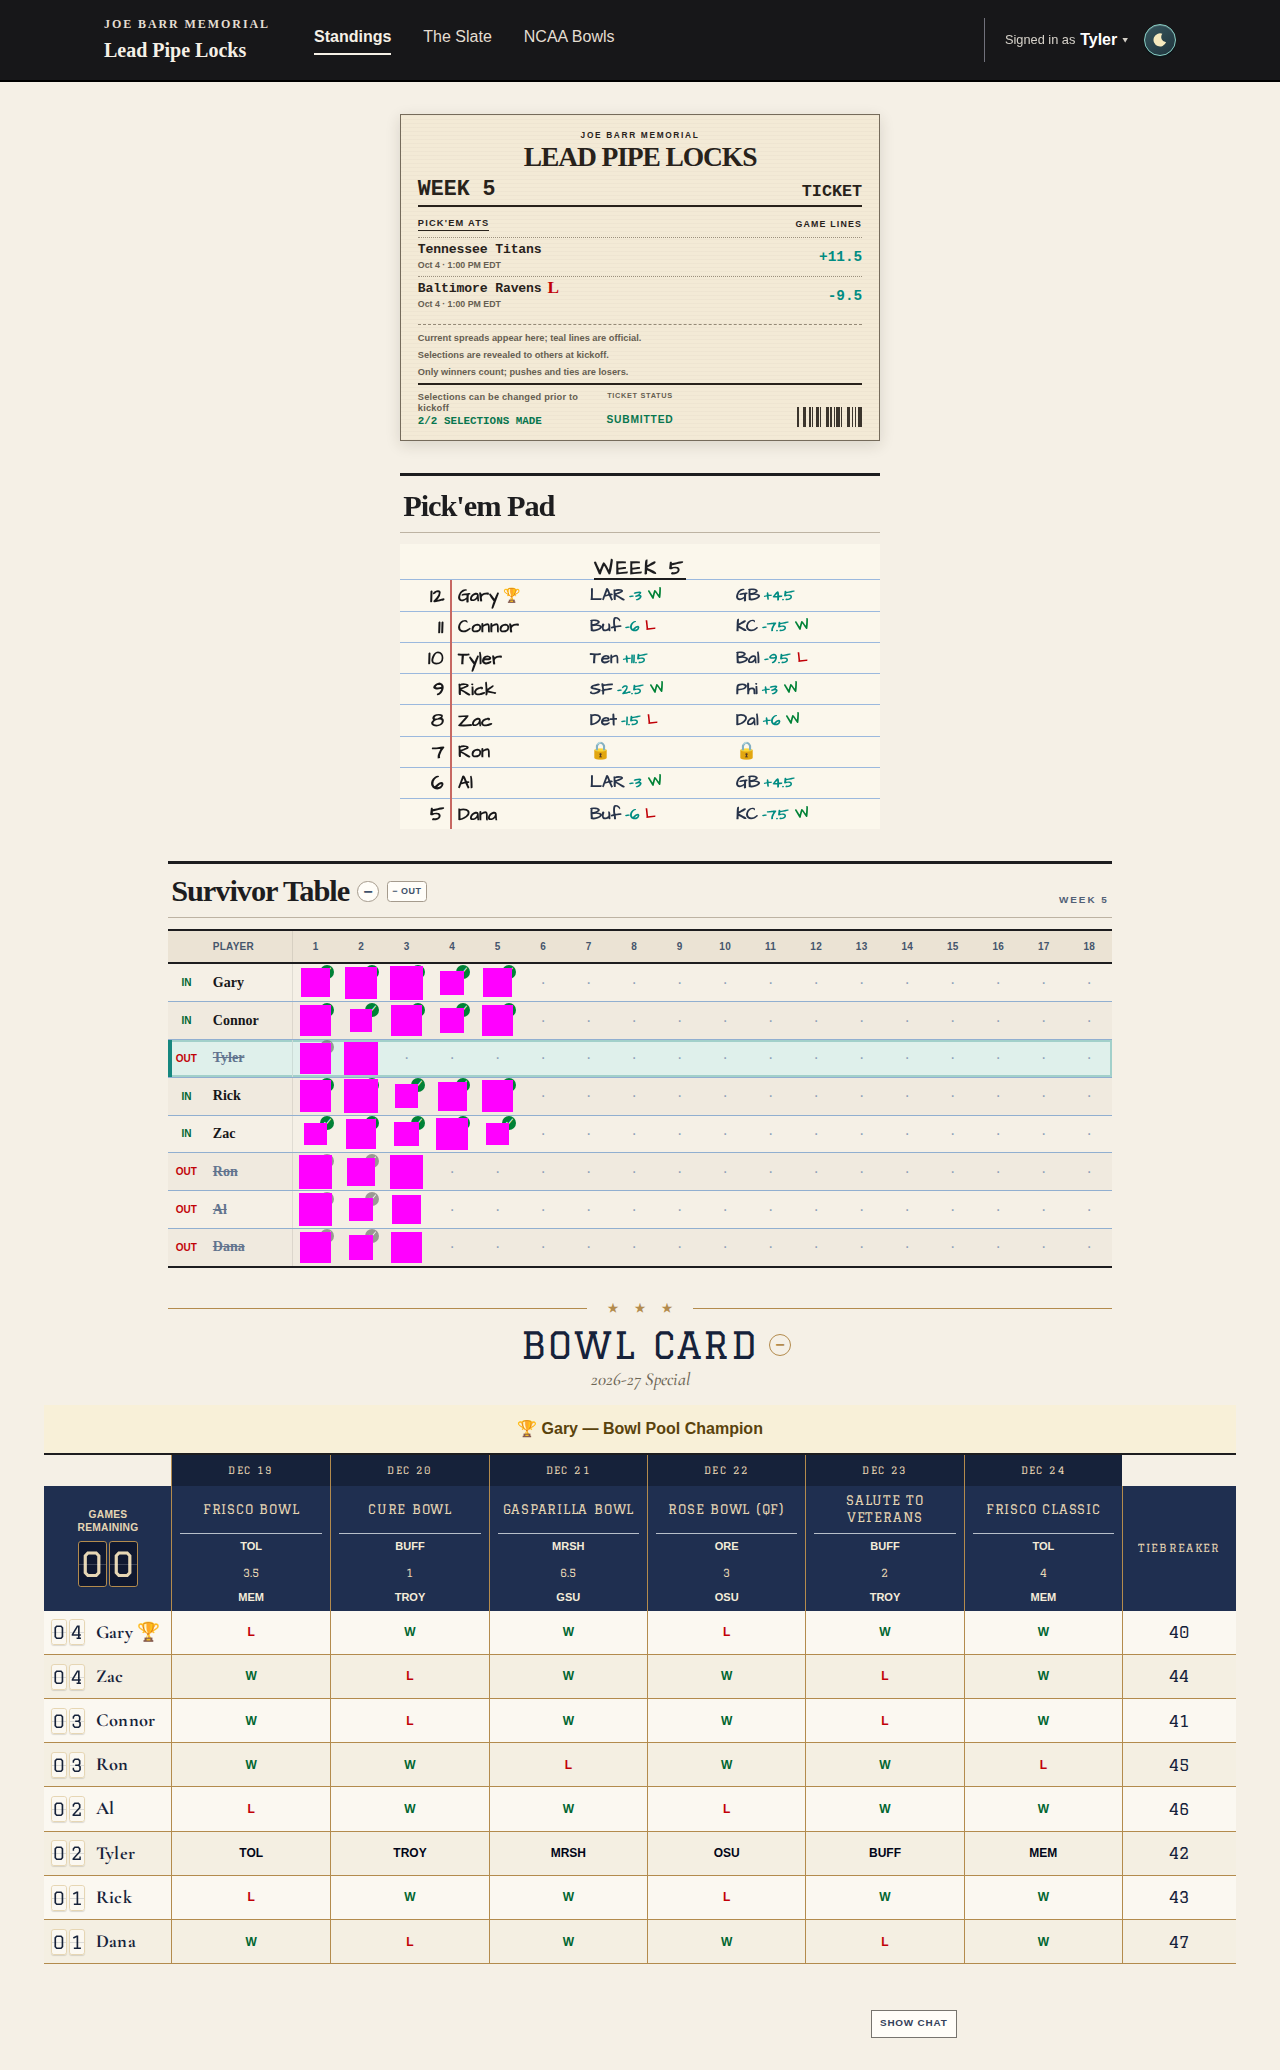 JOE BARR MEMORIAL
Lead Pipe Locks
Standings The Slate NCAA Bowls
Signed in as Tyler ▾
JOE BARR MEMORIAL
LEAD PIPE LOCKS
WEEK 5 TICKET
PICK'EM ATS GAME LINES
Tennessee Titans +11.5
Oct 4 · 1:00 PM EDT
Baltimore Ravens L -9.5
Oct 4 · 1:00 PM EDT
Current spreads appear here; teal lines are official.
Selections are revealed to others at kickoff.
Only winners count; pushes and ties are losers.
Selections can be changed prior to kickoff
2/2 SELECTIONS MADE
TICKET STATUS
SUBMITTED
Pick'em Pad
WEEK 5
12 Gary 🏆 LAR -3 W GB +4.5
11 Connor Buf -6 L KC -7.5 W
10 Tyler Ten +11.5 Bal -9.5 L
9 Rick SF -2.5 W Phi +3 W
8 Zac Det -1.5 L Dal +6 W
7 Ron 🔒 🔒
6 Al LAR -3 W GB +4.5
5 Dana Buf -6 L KC -7.5 W
Survivor Table − − OUT WEEK 5
PLAYER 1 2 3 4 5 6 7 8 9 10 11 12 13 14 15 16 17 18
IN Gary · · · · · · · · · · · · ·
IN Connor · · · · · · · · · · · · ·
OUT Tyler · · · · · · · · · · · · · · · ·
IN Rick · · · · · · · · · · · · ·
IN Zac · · · · · · · · · · · · ·
OUT Ron · · · · · · · · · · · · · · ·
OUT Al · · · · · · · · · · · · · · ·
OUT Dana · · · · · · · · · · · · · · ·
★ ★ ★
BOWL CARD −
2026-27 Special
🏆 Gary — Bowl Pool Champion
DEC 19 DEC 20 DEC 21 DEC 22 DEC 23 DEC 24
GAMES REMAINING 00 FRISCO BOWL CURE BOWL GASPARILLA BOWL ROSE BOWL (QF) SALUTE TO VETERANS FRISCO CLASSIC TIEBREAKER
TOL BUFF MRSH ORE BUFF TOL
3.5 1 6.5 3 2 4
MEM TROY GSU OSU TROY MEM
04 Gary 🏆 L W W L W W 40
04 Zac W L W W L W 44
03 Connor W L W W L W 41
03 Ron W W L W W L 45
02 Al L W W L W W 46
02 Tyler TOL TROY MRSH OSU BUFF MEM 42
01 Rick L W W L W W 43
01 Dana W L W W L W 47
SHOW CHAT